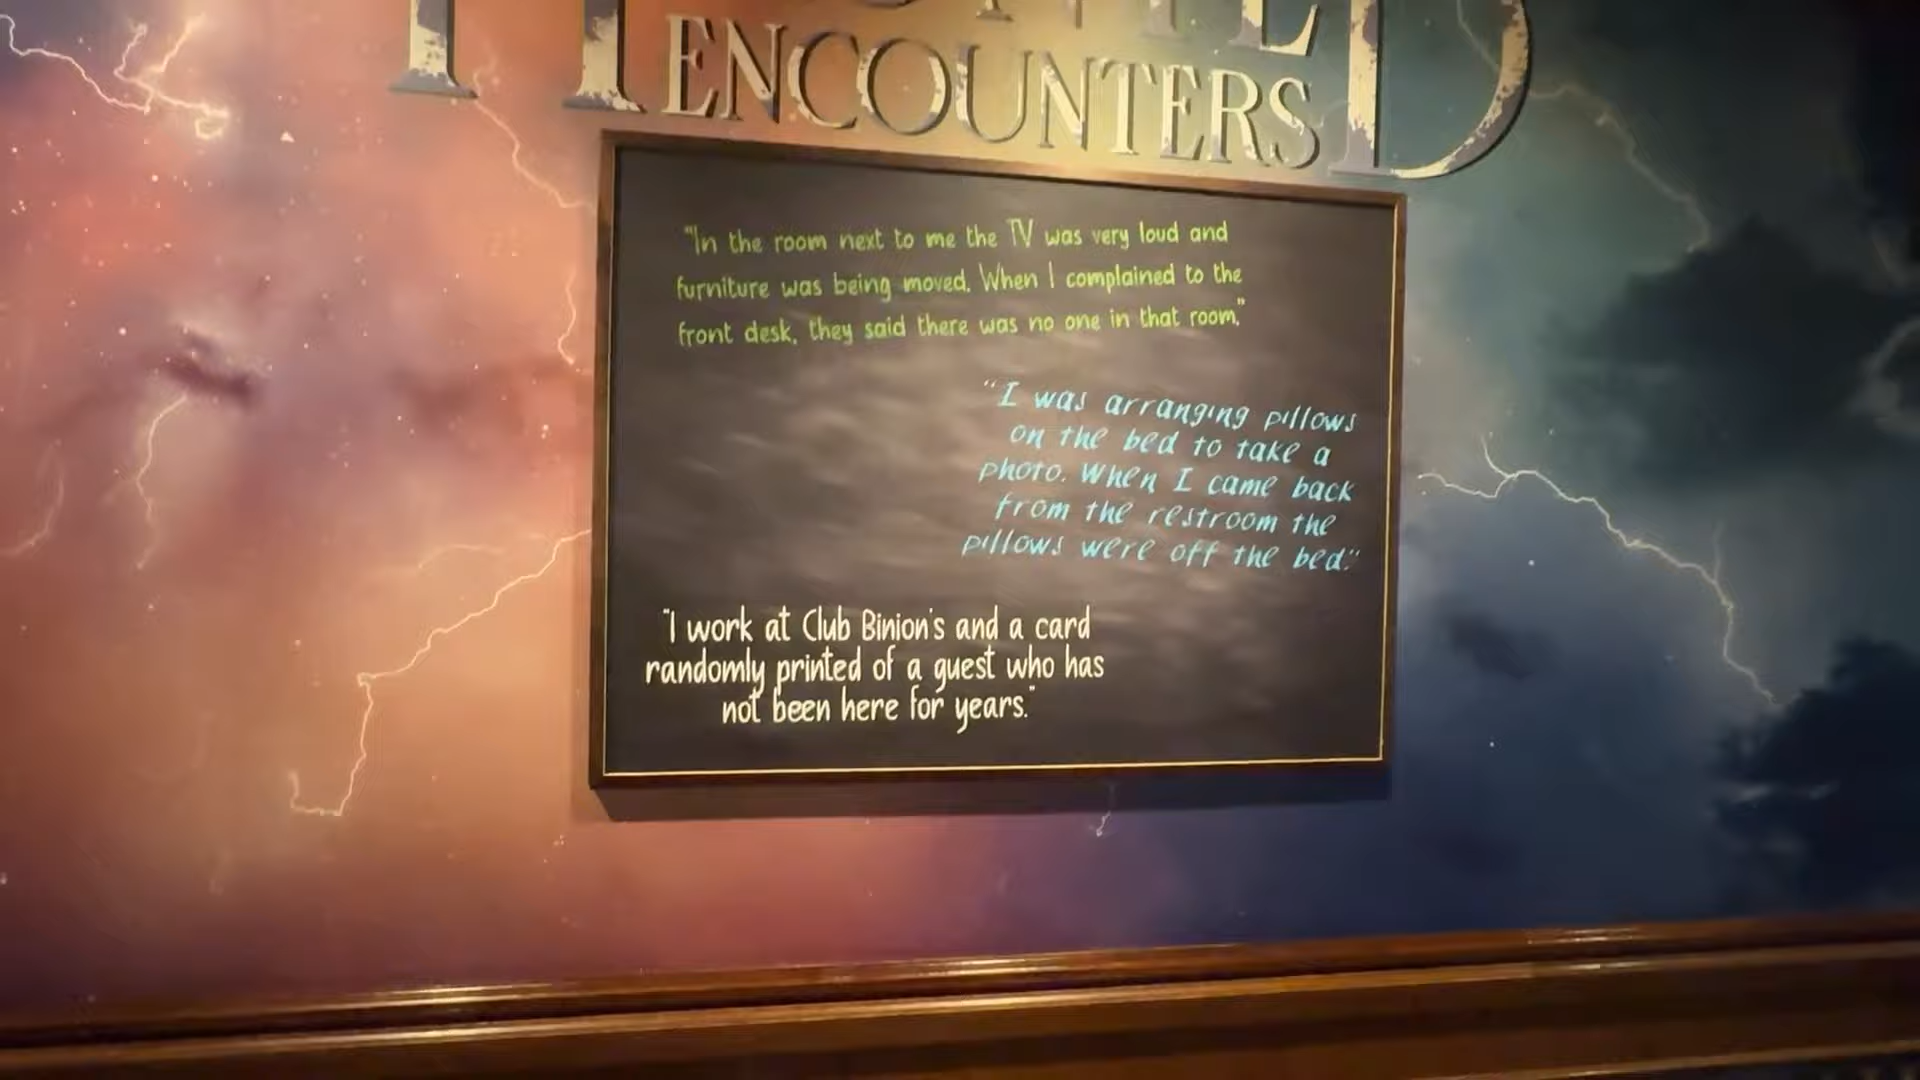 ENCOUNTERS
"In the room next to me the TV was very loud and
furniture was being moved. When I complained to the
front desk, they said there was no one in that room."
"I was arranging pillows
on the bed to take a
photo. When I came back
from the restroom the
pillows were off the bed."
"I work at Club Binion's and a card
randomly printed of a guest who has
not been here for years."